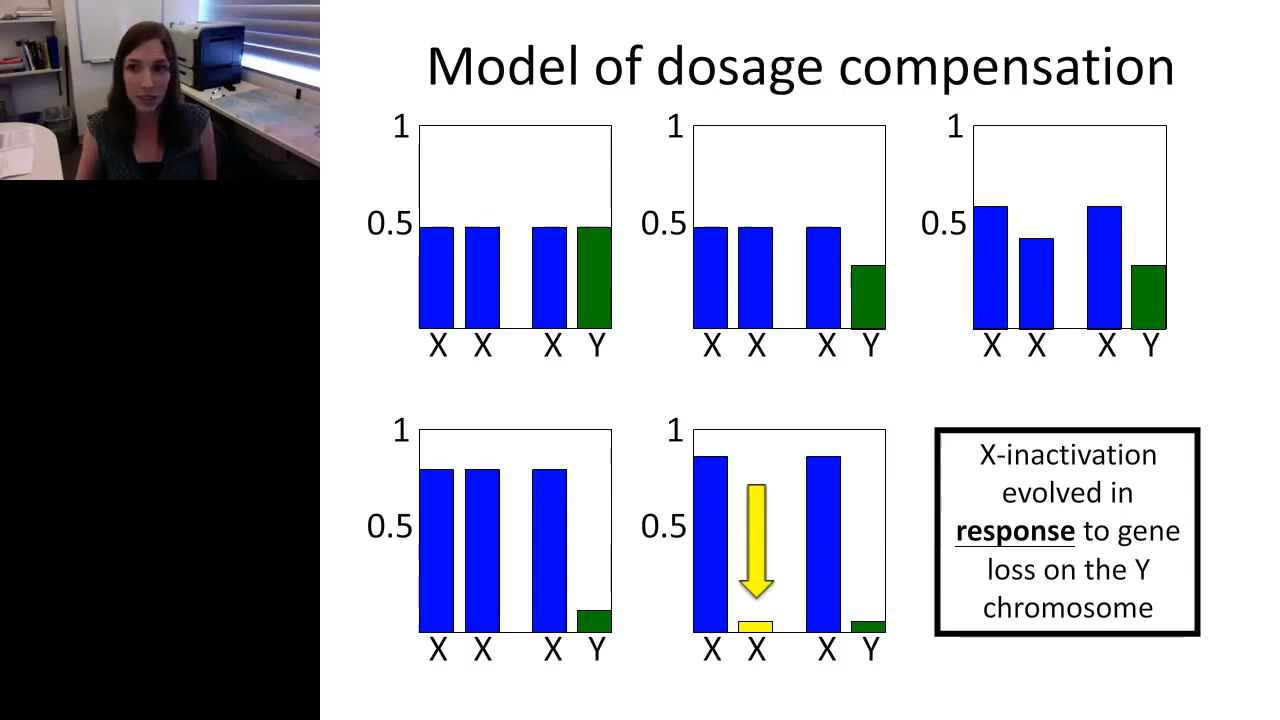 Model of dosage compensation
1
0.5
X X X Y
1
0.5
X X X Y
1
0.5
X X X Y
1
0.5
X X X Y
1
0.5
X X X Y
X-inactivation
evolved in
response to gene
loss on the Y
chromosome